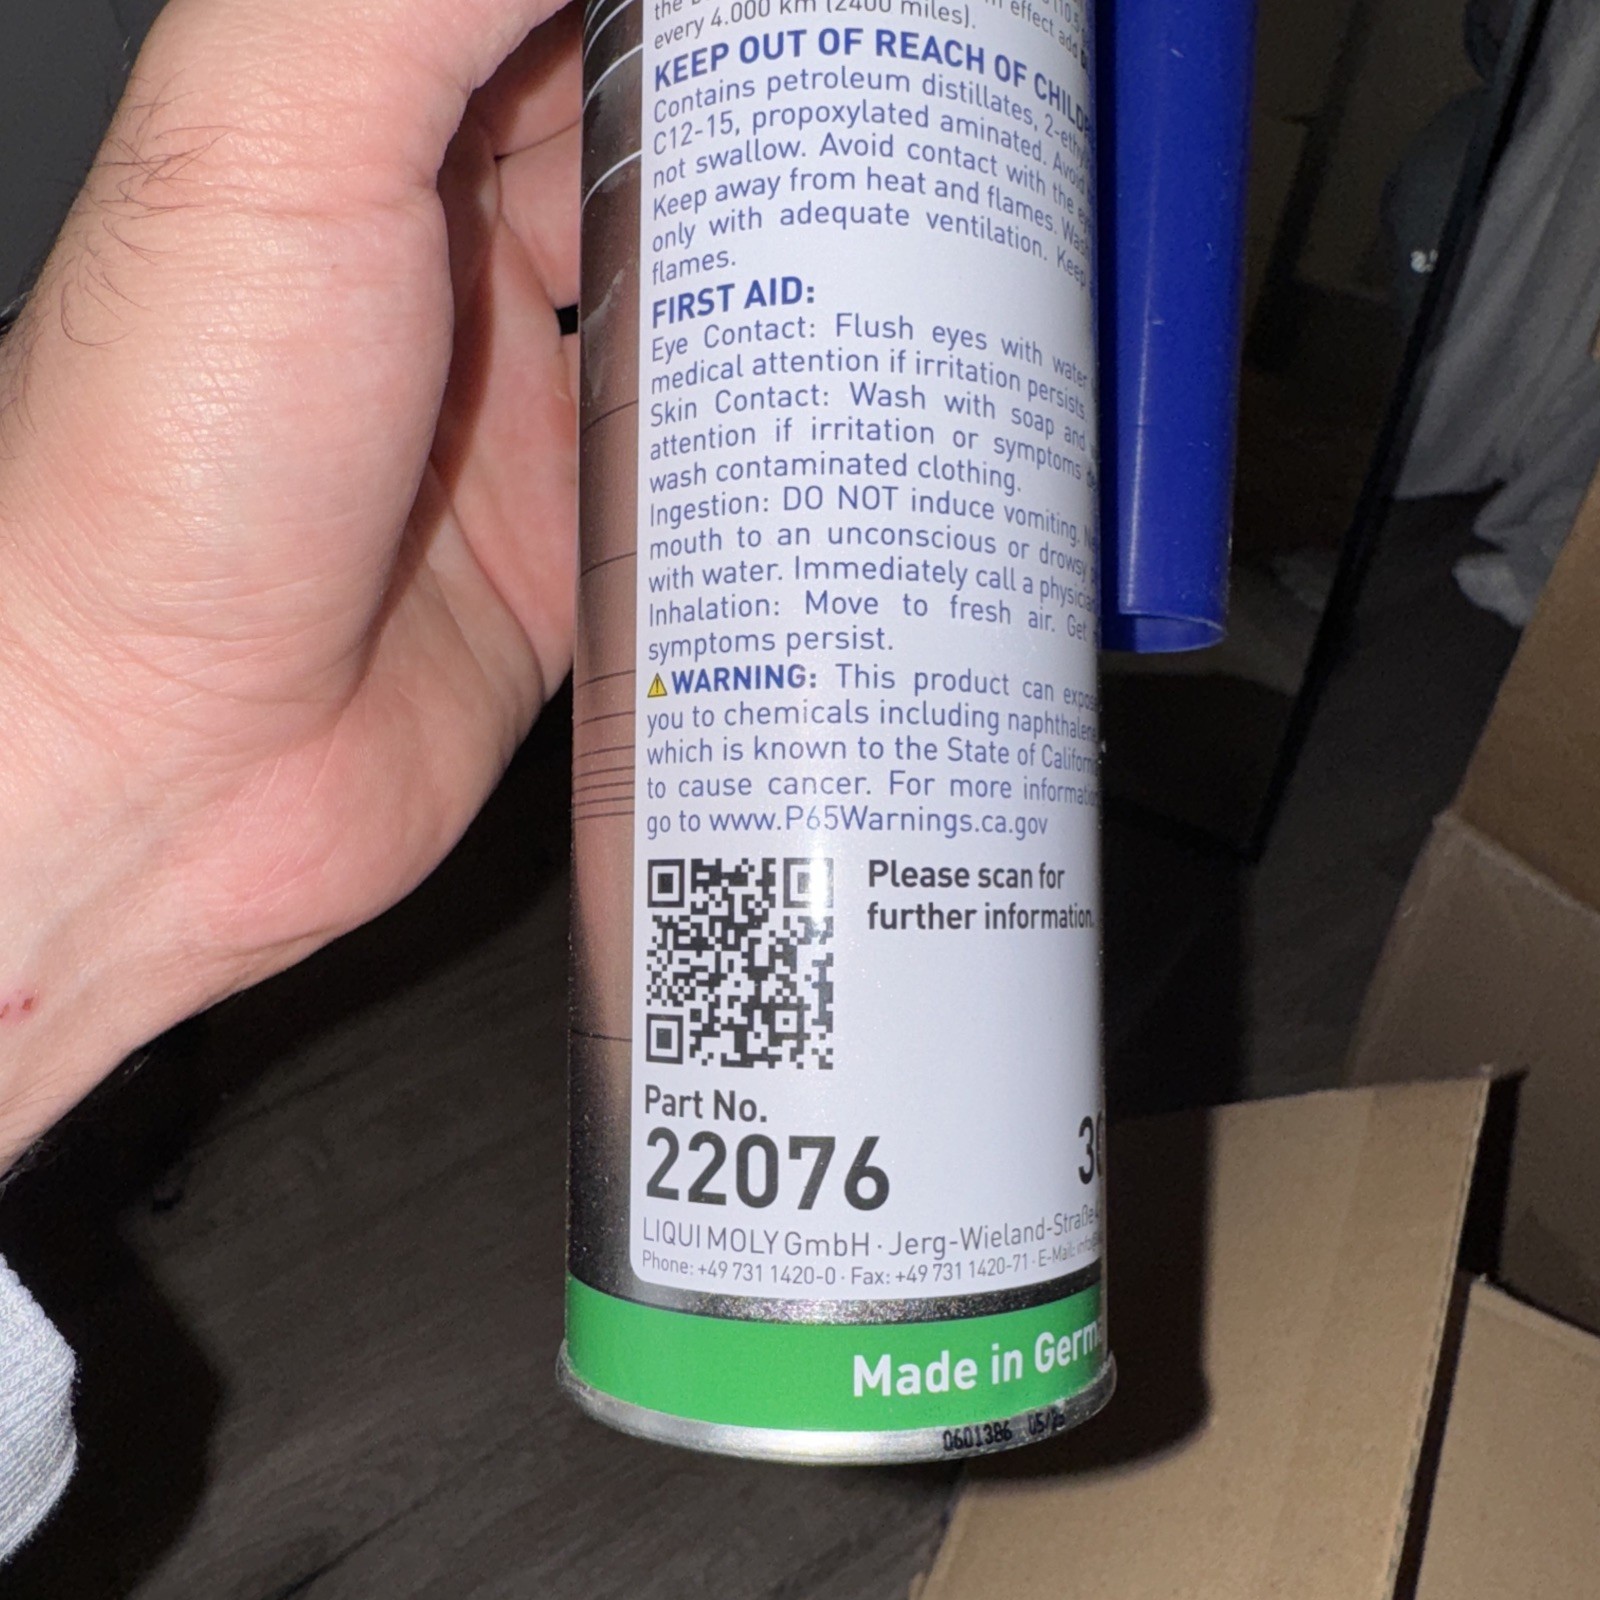 the
every 4.000 km (2400 miles). effect add
KEEP OUT OF REACH OF
Contains petroleum distillates,
C12-15, propoxylated aminated. Avoid
not swallow. Avoid contact with the
Keep away from heat and flames. Wash
only with adequate ventilation. Keep
flames.
FIRST AID:
Eye Contact: Flush eyes with water
medical attention if irritation persists.
Skin Contact: Wash with soap and
attention if irritation or symptoms
wash contaminated clothing.
Ingestion: DO NOT induce vomiting.
mouth to an unconscious or drowsy
with water. Immediately call a physician
Inhalation: Move to fresh air. Get
symptoms persist.
⚠WARNING: This product can expose
you to chemicals including naphthalene,
which is known to the State of California
to cause cancer. For more information
go to www.P65Warnings.ca.gov
Please scan for
further information.
Part No.
22076
LIQUI MOLY GmbH · Jerg-Wieland-Straße
Phone: +49 731 1420-0 · Fax: +49 731 1420-71 · E-Mail:
Made in
0601386